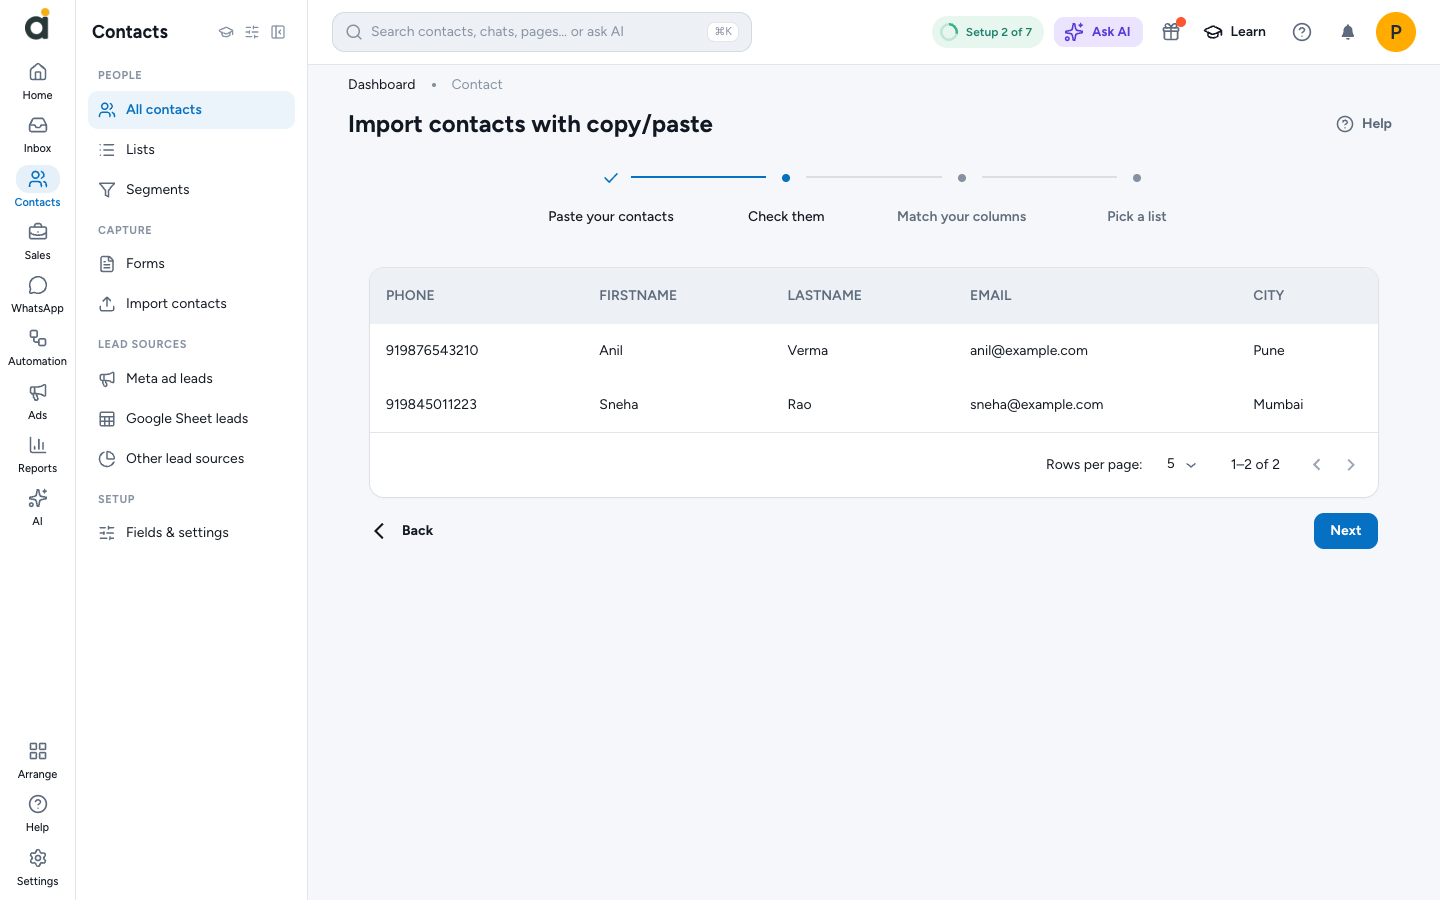 Contacts
Search contacts, chats, pages... or ask AI
⌘K
Setup 2 of 7
Ask AI
Learn
P
Home
Inbox
Contacts
Sales
WhatsApp
Automation
Ads
Reports
AI
Arrange
Help
Settings
PEOPLE
All contacts
Lists
Segments
CAPTURE
Forms
Import contacts
LEAD SOURCES
Meta ad leads
Google Sheet leads
Other lead sources
SETUP
Fields & settings
Dashboard • Contact
Import contacts with copy/paste
Help
Paste your contacts
Check them
Match your columns
Pick a list
PHONE FIRSTNAME LASTNAME EMAIL CITY
919876543210 Anil Verma anil@example.com Pune
919845011223 Sneha Rao sneha@example.com Mumbai
Rows per page: 5 1–2 of 2
Back
Next